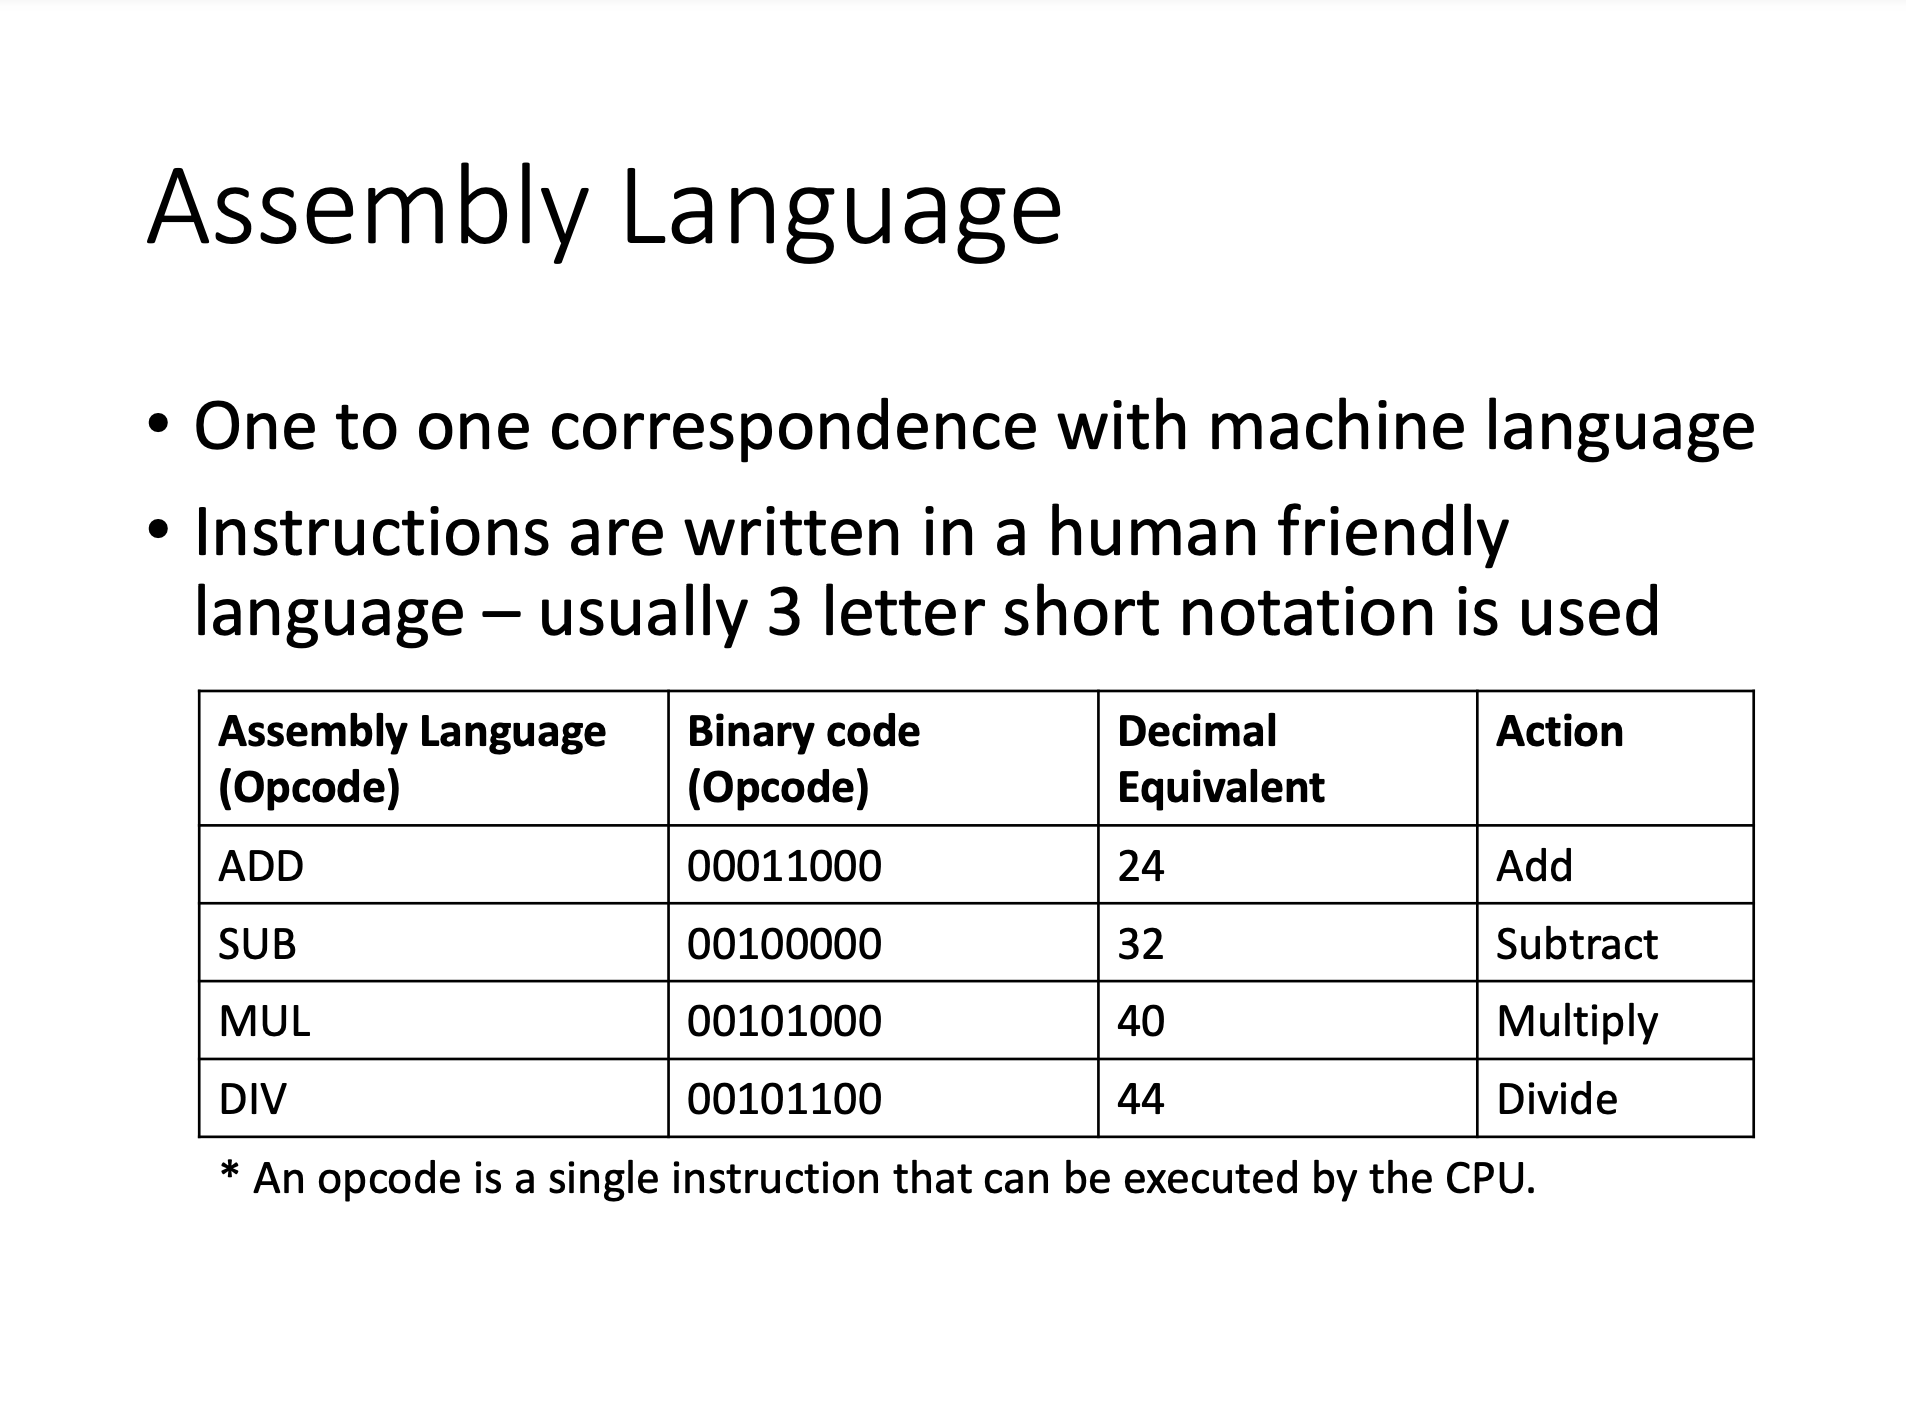 Assembly Language
• One to one correspondence with machine language
• Instructions are written in a human friendly
language – usually 3 letter short notation is used
Assembly Language (Opcode) Binary code (Opcode) Decimal Equivalent Action
ADD 00011000 24 Add
SUB 00100000 32 Subtract
MUL 00101000 40 Multiply
DIV 00101100 44 Divide
* An opcode is a single instruction that can be executed by the CPU.